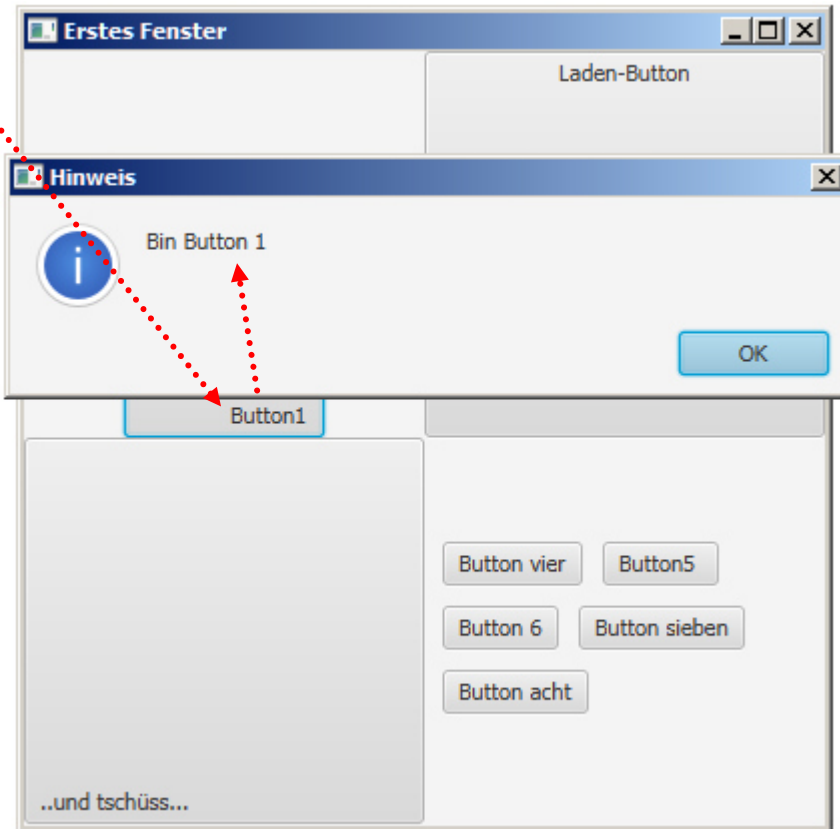 Erstes Fenster
Laden-Button
Hinweis
Bin Button 1
OK
Button1
Button vier
Button5
Button 6
Button sieben
Button acht
..und tschüss...